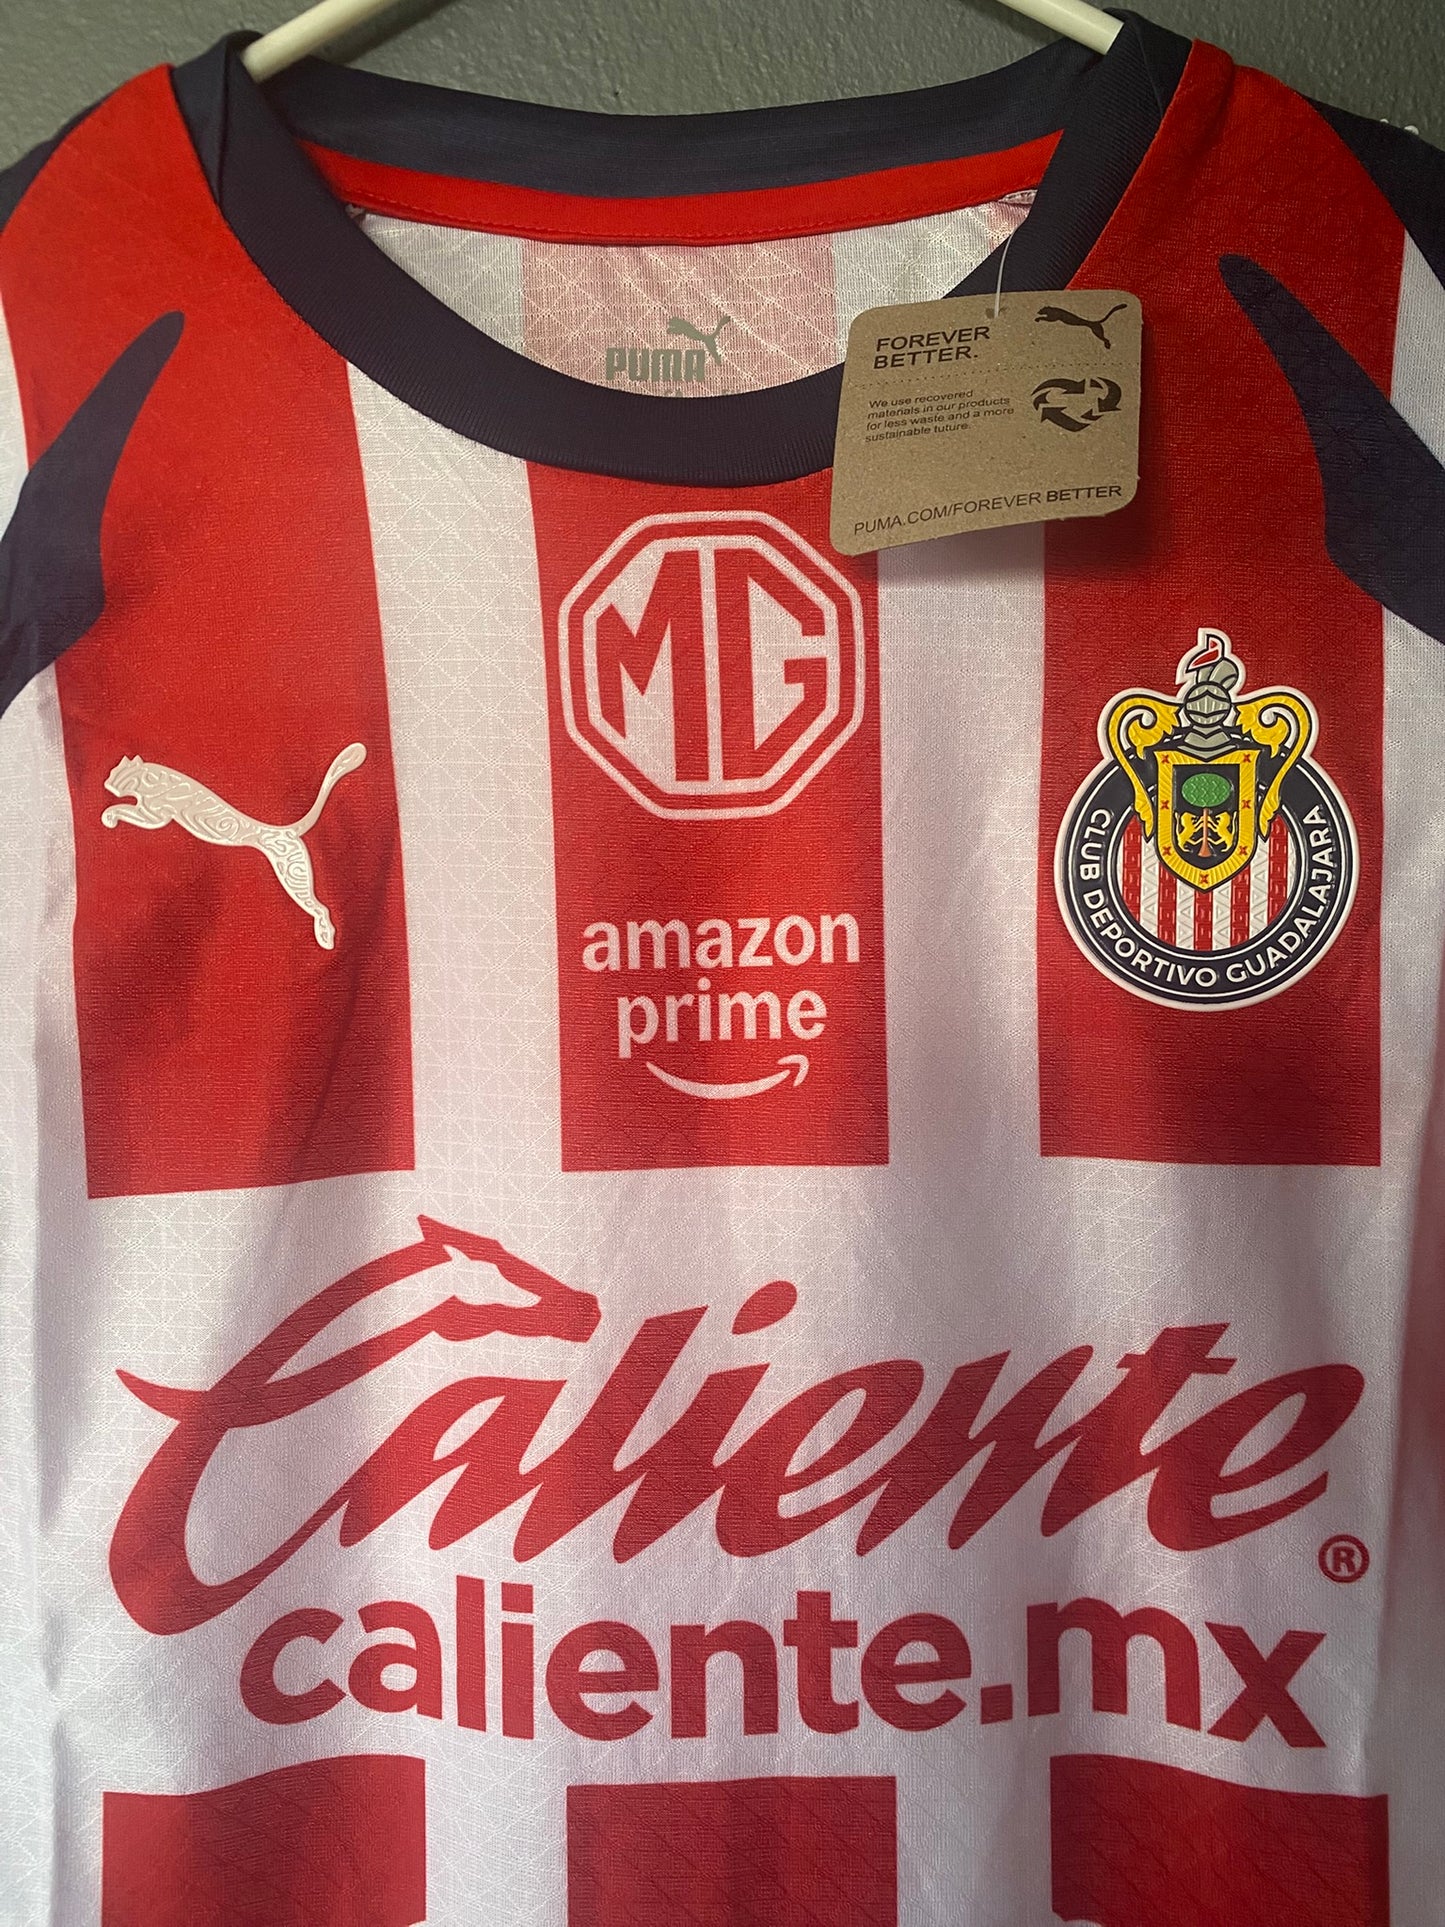 PUMA
FOREVER
BETTER.
We use recovered
materials in our products
for less waste and a more
sustainable future.
PUMA.COM/FOREVER BETTER
MG
amazon
prime
CLUB DEPORTIVO GUADALAJARA
Caliente®
caliente.mx